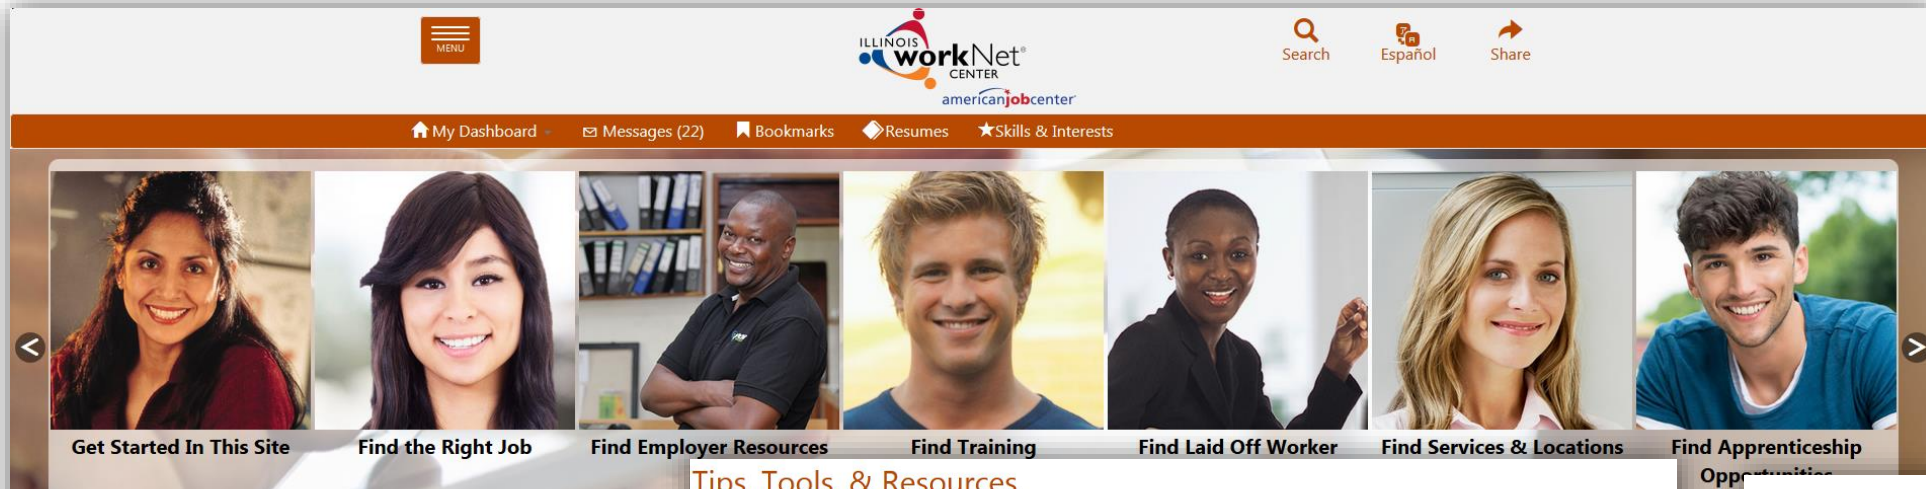 MENU
ILLINOIS
workNet®
CENTER
americanjobcenter
Search
Español
Share
My Dashboard
Messages (22)
Bookmarks
Resumes
Skills & Interests
<
>
Get Started In This Site
Find the Right Job
Find Employer Resources
Find Training
Find Laid Off Worker
Find Services & Locations
Find Apprenticeship
Opportunities
Tips, Tools, & Resources